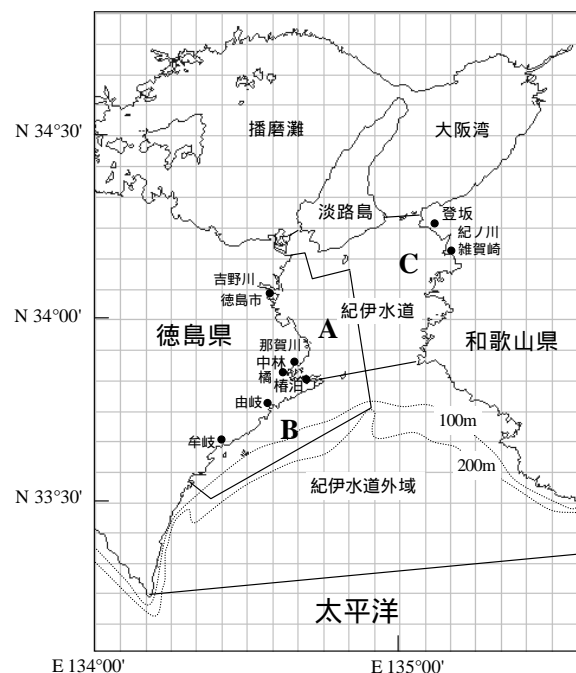 N 34°30'
播磨灘
大阪湾
淡路島
登坂
紀ノ川
雑賀崎
C
吉野川
徳島市
紀伊水道
N 34°00'
A
徳島県
和歌山県
那賀川
中林
橘
椿泊
由岐
B
100m
牟岐
200m
紀伊水道外域
N 33°30'
太平洋
E 134°00'
E 135°00'